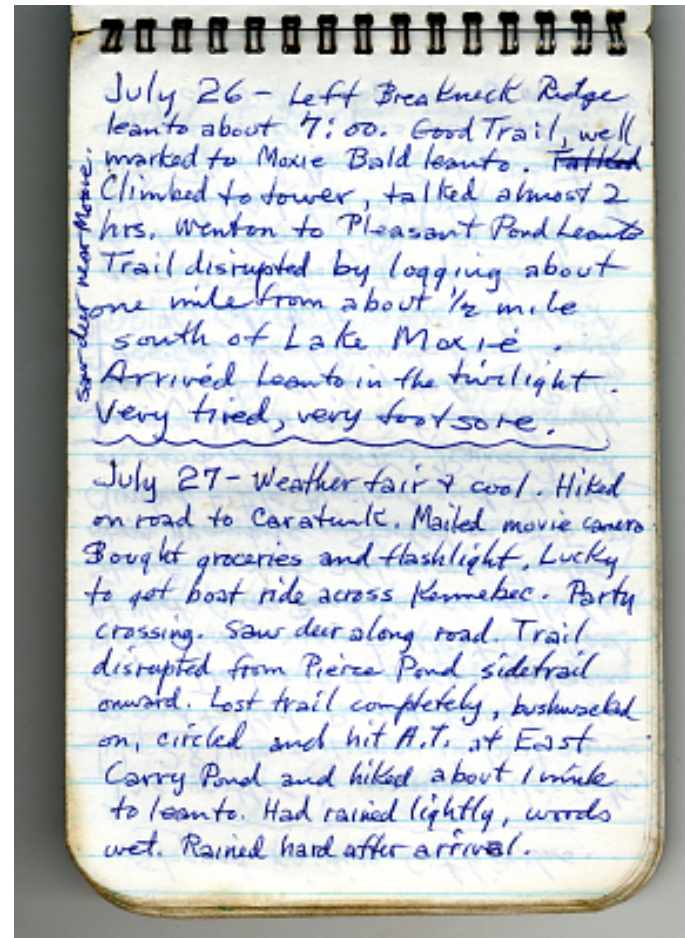 July 26 - Left Breakneck Ridge
leanto about 7:00. Good Trail, well
marked to Moxie Bald leanto. Talked
Climbed to tower, talked almost 2
hrs. Wenton to Pleasant Pond Leanto
Trail disrupted by logging about
one mile from about 1/2 mile
south of Lake Moxie .
Arrived Leanto in the twilight.
Very tired, very footsore.
Saw deer near Moxie.
July 27 - Weather fair & cool. Hiked
on road to Caratunk. Mailed movie camera
Bought groceries and flashlight. Lucky
to get boat ride across Kennebec. Party
crossing. Saw deer along road. Trail
disrupted from Pierce Pond sidetrail
onward. Lost trail completely, bushwacked
on, circled and hit A.T. at East
Carry Pond and hiked about 1 mile
to leanto. Had rained lightly, woods
wet. Rained hard after arrival.